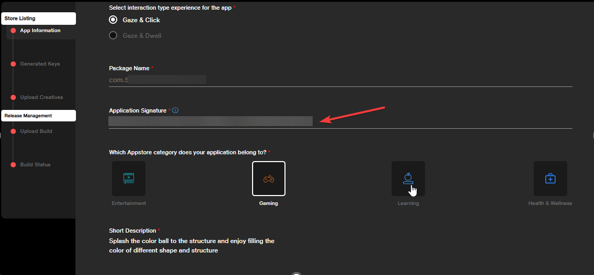 Select interaction type experience for the app *
Store Listing
Gaze & Click
App Information
Gaze & Dwell
Generated Keys
Package Name *
com.
Upload Creatives
Application Signature *
Release Management
Upload Build
Which Appstore category does your application belong to? *
Build Status
Entertainment
Gaming
Learning
Health & Wellness
Short Description *
Splash the color ball to the structure and enjoy filling the
color of different shape and structure